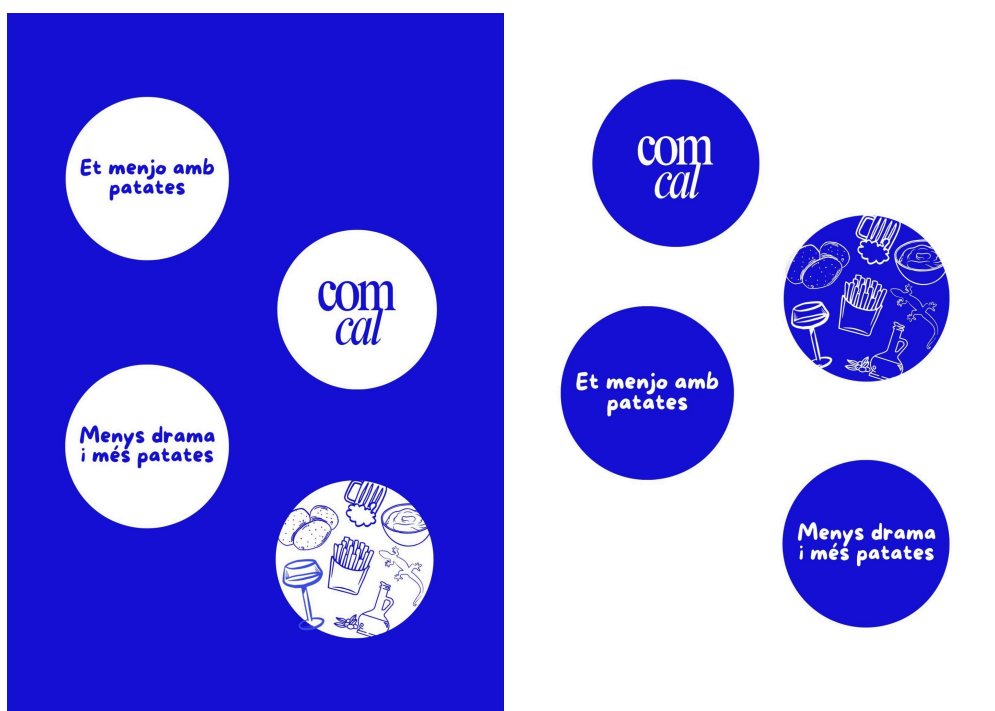 Et menjo amb
patates
com
cal
Menys drama
i més patates
com
cal
Et menjo amb
patates
Menys drama
i més patates